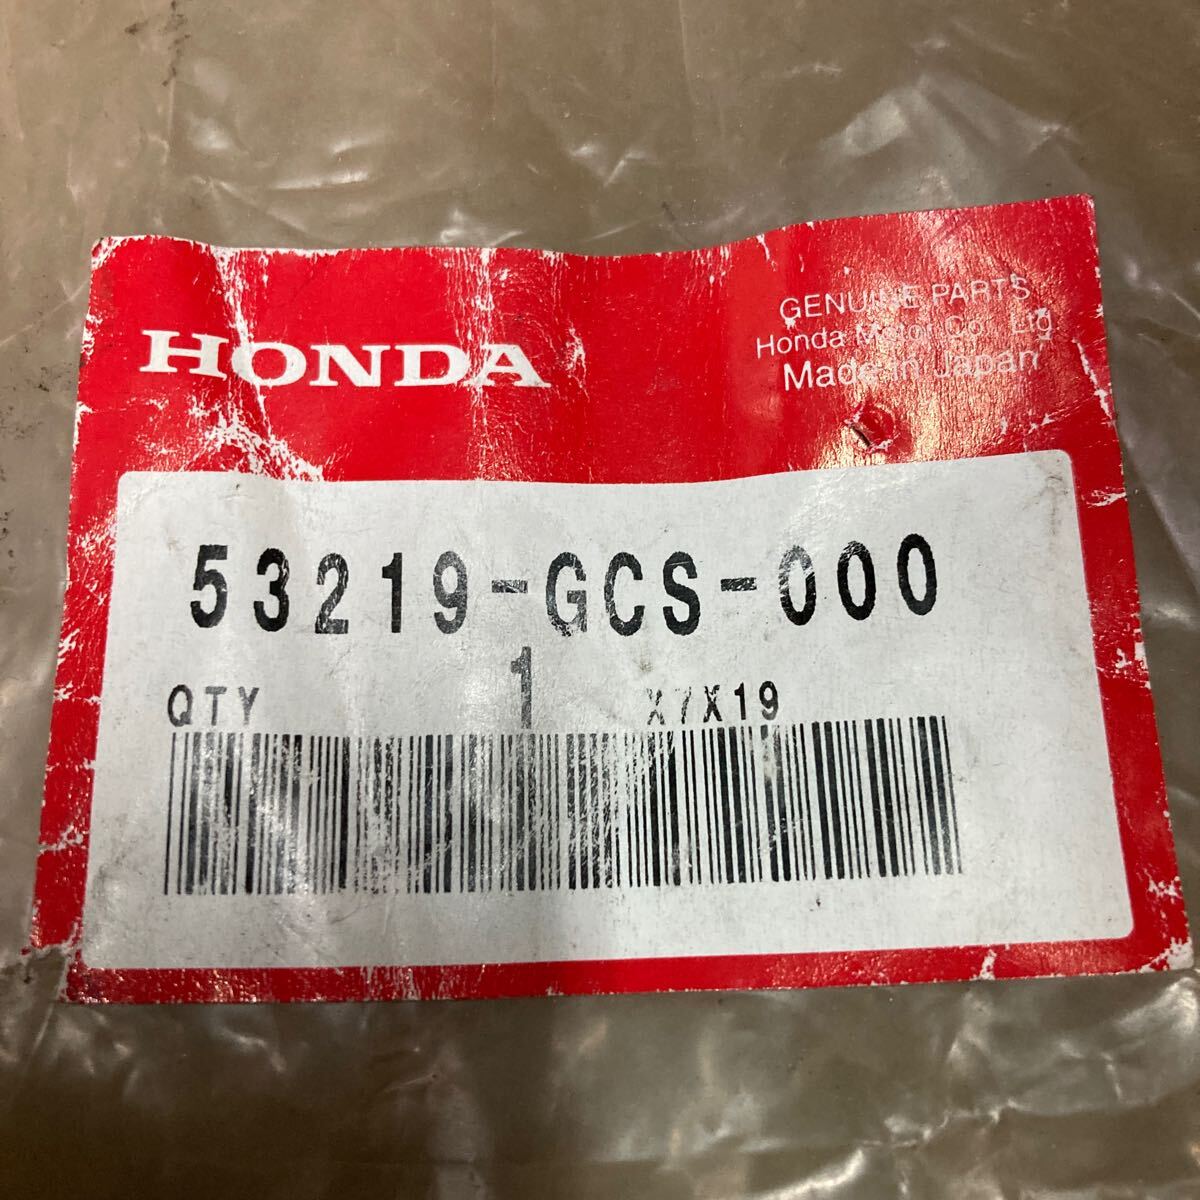 HONDA
GENUINE PARTS
Honda Motor Co., Ltd
Made in Japan
53219-GCS-000
QTY 1 X7X19